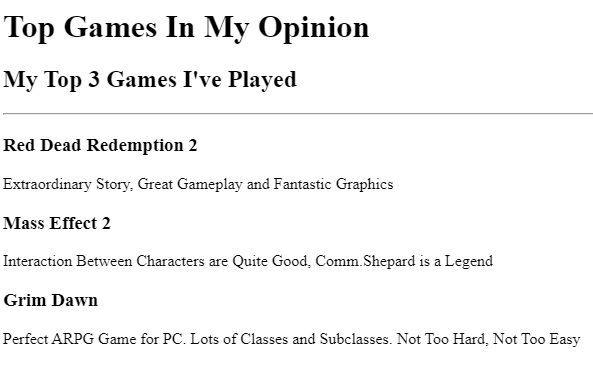 Top Games In My Opinion
My Top 3 Games I've Played
Red Dead Redemption 2
Extraordinary Story, Great Gameplay and Fantastic Graphics
Mass Effect 2
Interaction Between Characters are Quite Good, Comm.Shepard is a Legend
Grim Dawn
Perfect ARPG Game for PC. Lots of Classes and Subclasses. Not Too Hard, Not Too Easy